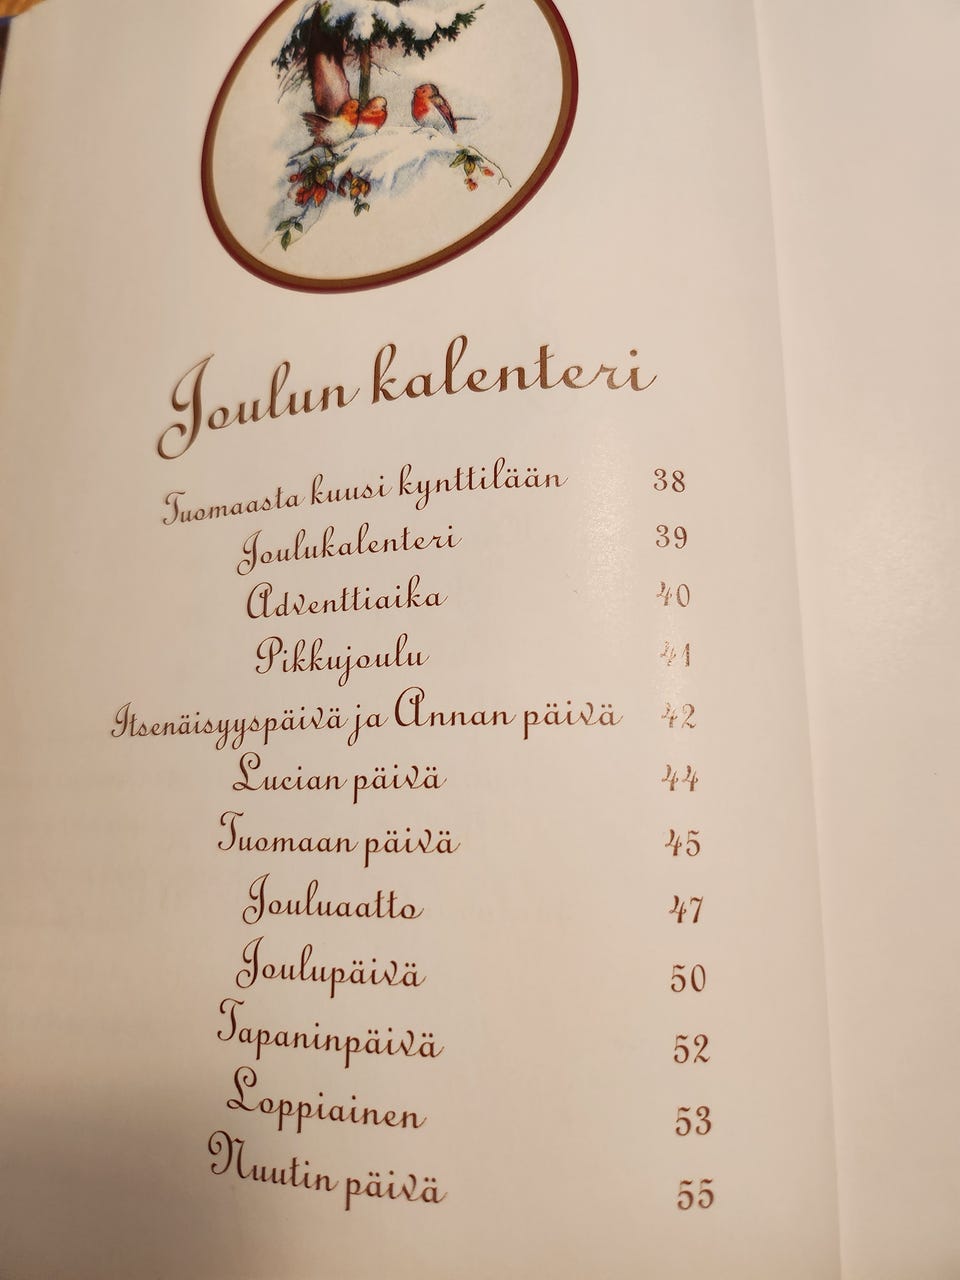 Joulun kalenteri
Tuomaasta kuusi kynttilään 38
Joulukalenteri 39
Adventtiaika 40
Pikkujoulu 41
Itsenäisyyspäivä ja Annan päivä 42
Lucian päivä 44
Tuomaan päivä 45
Jouluaatto 47
Joulupäivä 50
Tapaninpäivä 52
Loppiainen 53
Nuutin päivä 55